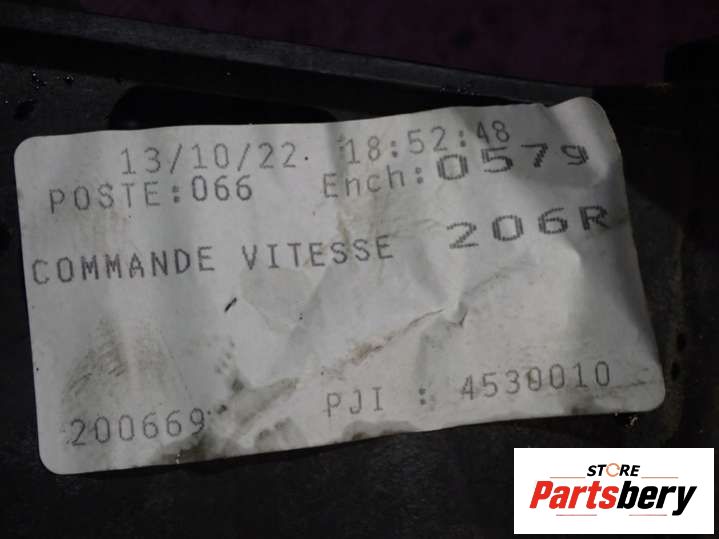 13/10/22. 18:52:48
POSTE:066 Ench:0579
COMMANDE VITESSE 206R
200669 PJI : 4530010
STORE
Partsbery